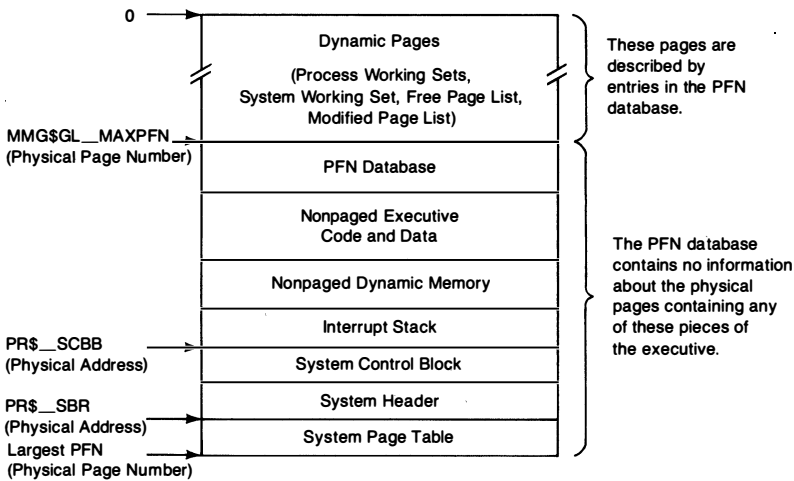 0
Dynamic Pages
(Process Working Sets,
System Working Set, Free Page List,
Modified Page List)
These pages are
described by
entries in the PFN
database.
MMG$GL__MAXPFN
(Physical Page Number)
PFN Database
Nonpaged Executive
Code and Data
Nonpaged Dynamic Memory
Interrupt Stack
The PFN database
contains no information
about the physical
pages containing any
of these pieces of
the executive.
PR$__SCBB
(Physical Address)
System Control Block
System Header
PR$__SBR
(Physical Address)
System Page Table
Largest PFN
(Physical Page Number)